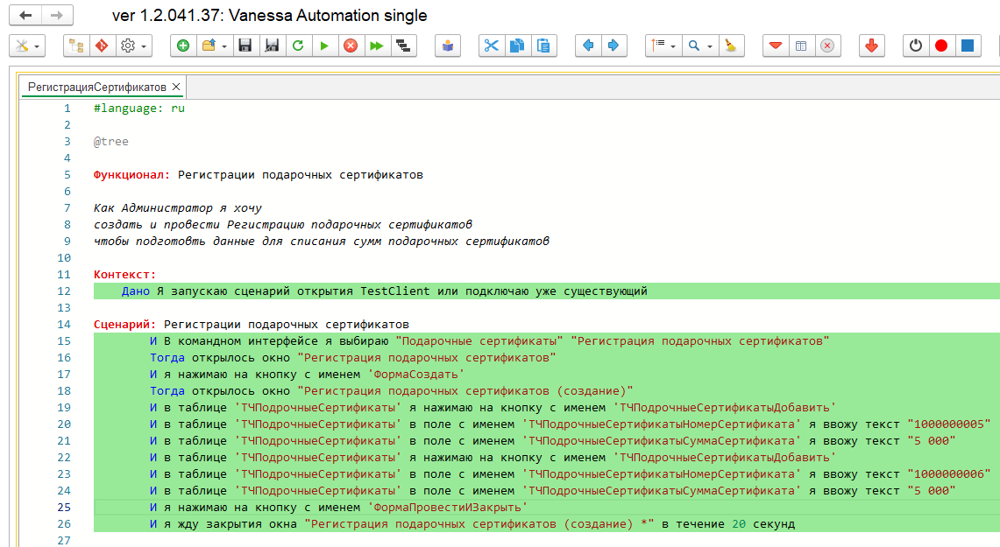 ver 1.2.041.37: Vanessa Automation single
РегистрацияСертификатов
1 #language: ru
2
3 @tree
4
5 Функционал: Регистрации подарочных сертификатов
6
7 Как Администратор я хочу
8 создать и провести Регистрацию подарочных сертификатов
9 чтобы подготовть данные для списания сумм подарочных сертификатов
10
11 Контекст:
12 Дано Я запускаю сценарий открытия TestClient или подключаю уже существующий
13
14 Сценарий: Регистрации подарочных сертификатов
15 И В командном интерфейсе я выбираю "Подарочные сертификаты" "Регистрация подарочных сертификатов"
16 Тогда открылось окно "Регистрация подарочных сертификатов"
17 И я нажимаю на кнопку с именем 'ФормаСоздать'
18 Тогда открылось окно "Регистрация подарочных сертификатов (создание)"
19 И в таблице 'ТЧПодрочныеСертификаты' я нажимаю на кнопку с именем 'ТЧПодрочныеСертификатыДобавить'
20 И в таблице 'ТЧПодрочныеСертификаты' в поле с именем 'ТЧПодрочныеСертификатыНомерСертификата' я ввожу текст "1000000005"
21 И в таблице 'ТЧПодрочныеСертификаты' в поле с именем 'ТЧПодрочныеСертификатыСуммаСертификата' я ввожу текст "5 000"
22 И в таблице 'ТЧПодрочныеСертификаты' я нажимаю на кнопку с именем 'ТЧПодрочныеСертификатыДобавить'
23 И в таблице 'ТЧПодрочныеСертификаты' в поле с именем 'ТЧПодрочныеСертификатыНомерСертификата' я ввожу текст "1000000006"
24 И в таблице 'ТЧПодрочныеСертификаты' в поле с именем 'ТЧПодрочныеСертификатыСуммаСертификата' я ввожу текст "5 000"
25 И я нажимаю на кнопку с именем 'ФормаПровестиИЗакрыть'
26 И я жду закрытия окна "Регистрация подарочных сертификатов (создание) *" в течение 20 секунд
27